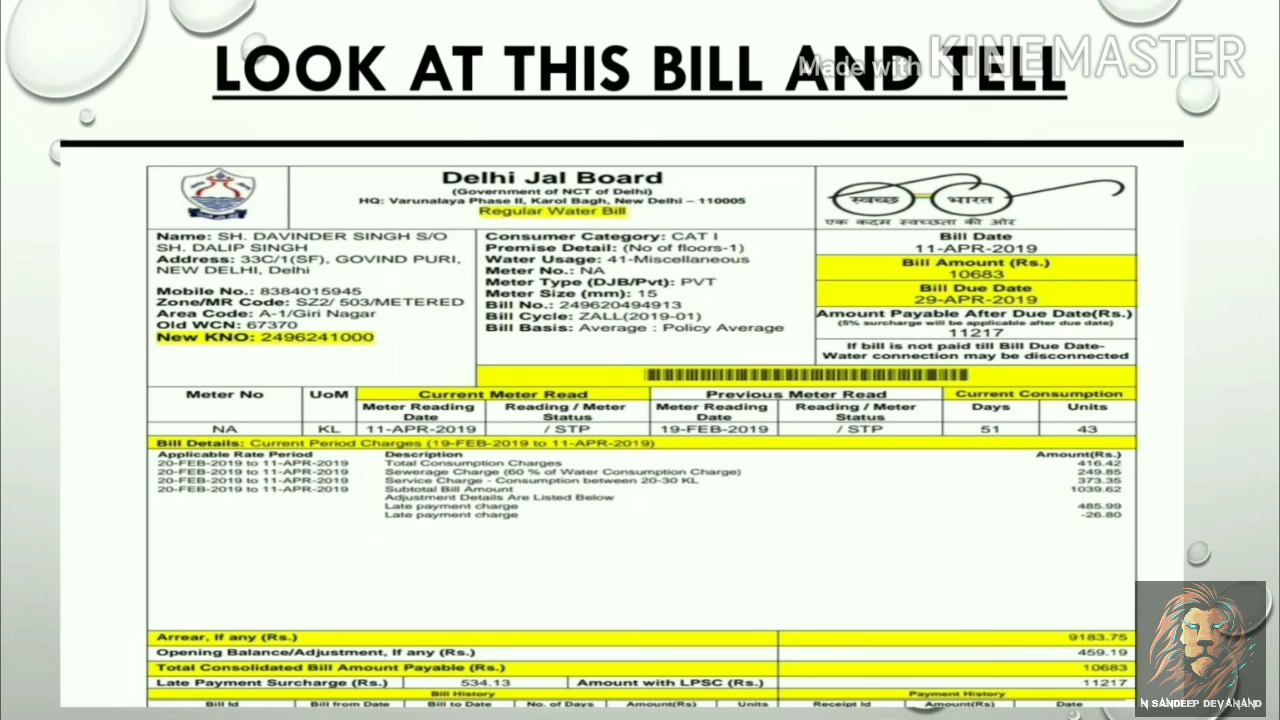 LOOK AT THIS BILL AND TELL
Made with KINEMASTER
Delhi Jal Board
(Government of NCT of Delhi)
HQ: Varunalaya Phase II, Karol Bagh, New Delhi – 110005
Regular Water Bill
स्वच्छ भारत
एक कदम स्वच्छता की ओर
Name: SH. DAVINDER SINGH S/O
SH. DALIP SINGH
Address: 33C/1(SF), GOVIND PURI,
NEW DELHI, Delhi
Mobile No.: 8384015945
Zone/MR Code: SZ2/ 503/METERED
Area Code: A-1/Giri Nagar
Old WCN: 67370
New KNO: 2496241000
Consumer Category: CAT I
Premise Detail: (No of floors-1)
Water Usage: 41-Miscellaneous
Meter No.: NA
Meter Type (DJB/Pvt): PVT
Meter Size (mm): 15
Bill No.: 249620494913
Bill Cycle: ZALL(2019-01)
Bill Basis: Average : Policy Average
Bill Date
11-APR-2019
Bill Amount (Rs.)
10683
Bill Due Date
29-APR-2019
Amount Payable After Due Date(Rs.)
(5% surcharge will be applicable after due date)
11217
If bill is not paid till Bill Due Date-
Water connection may be disconnected
Meter No UoM Current Meter Read Previous Meter Read Current Consumption
Meter Reading Date Reading / Meter Status Meter Reading Date Reading / Meter Status Days Units
NA KL 11-APR-2019 / STP 19-FEB-2019 / STP 51 43
Bill Details: Current Period Charges (19-FEB-2019 to 11-APR-2019)
Applicable Rate Period Description Amount(Rs.)
20-FEB-2019 to 11-APR-2019 Total Consumption Charges 416.42
20-FEB-2019 to 11-APR-2019 Sewerage Charge (60 % of Water Consumption Charge) 249.85
20-FEB-2019 to 11-APR-2019 Service Charge - Consumption between 20-30 KL 373.35
20-FEB-2019 to 11-APR-2019 Subtotal Bill Amount 1039.62
Adjustment Details Are Listed Below
Late payment charge 485.99
Late payment charge -26.80
Arrear, If any (Rs.) 9183.75
Opening Balance/Adjustment, If any (Rs.) 459.19
Total Consolidated Bill Amount Payable (Rs.) 10683
Late Payment Surcharge (Rs.) 534.13 Amount with LPSC (Rs.) 11217
Bill History Payment History
Bill Id Bill from Date Bill to Date No. of Days Amount(Rs) Units Receipt Id Amount(Rs) Date
N SANDEEP DEVANAND